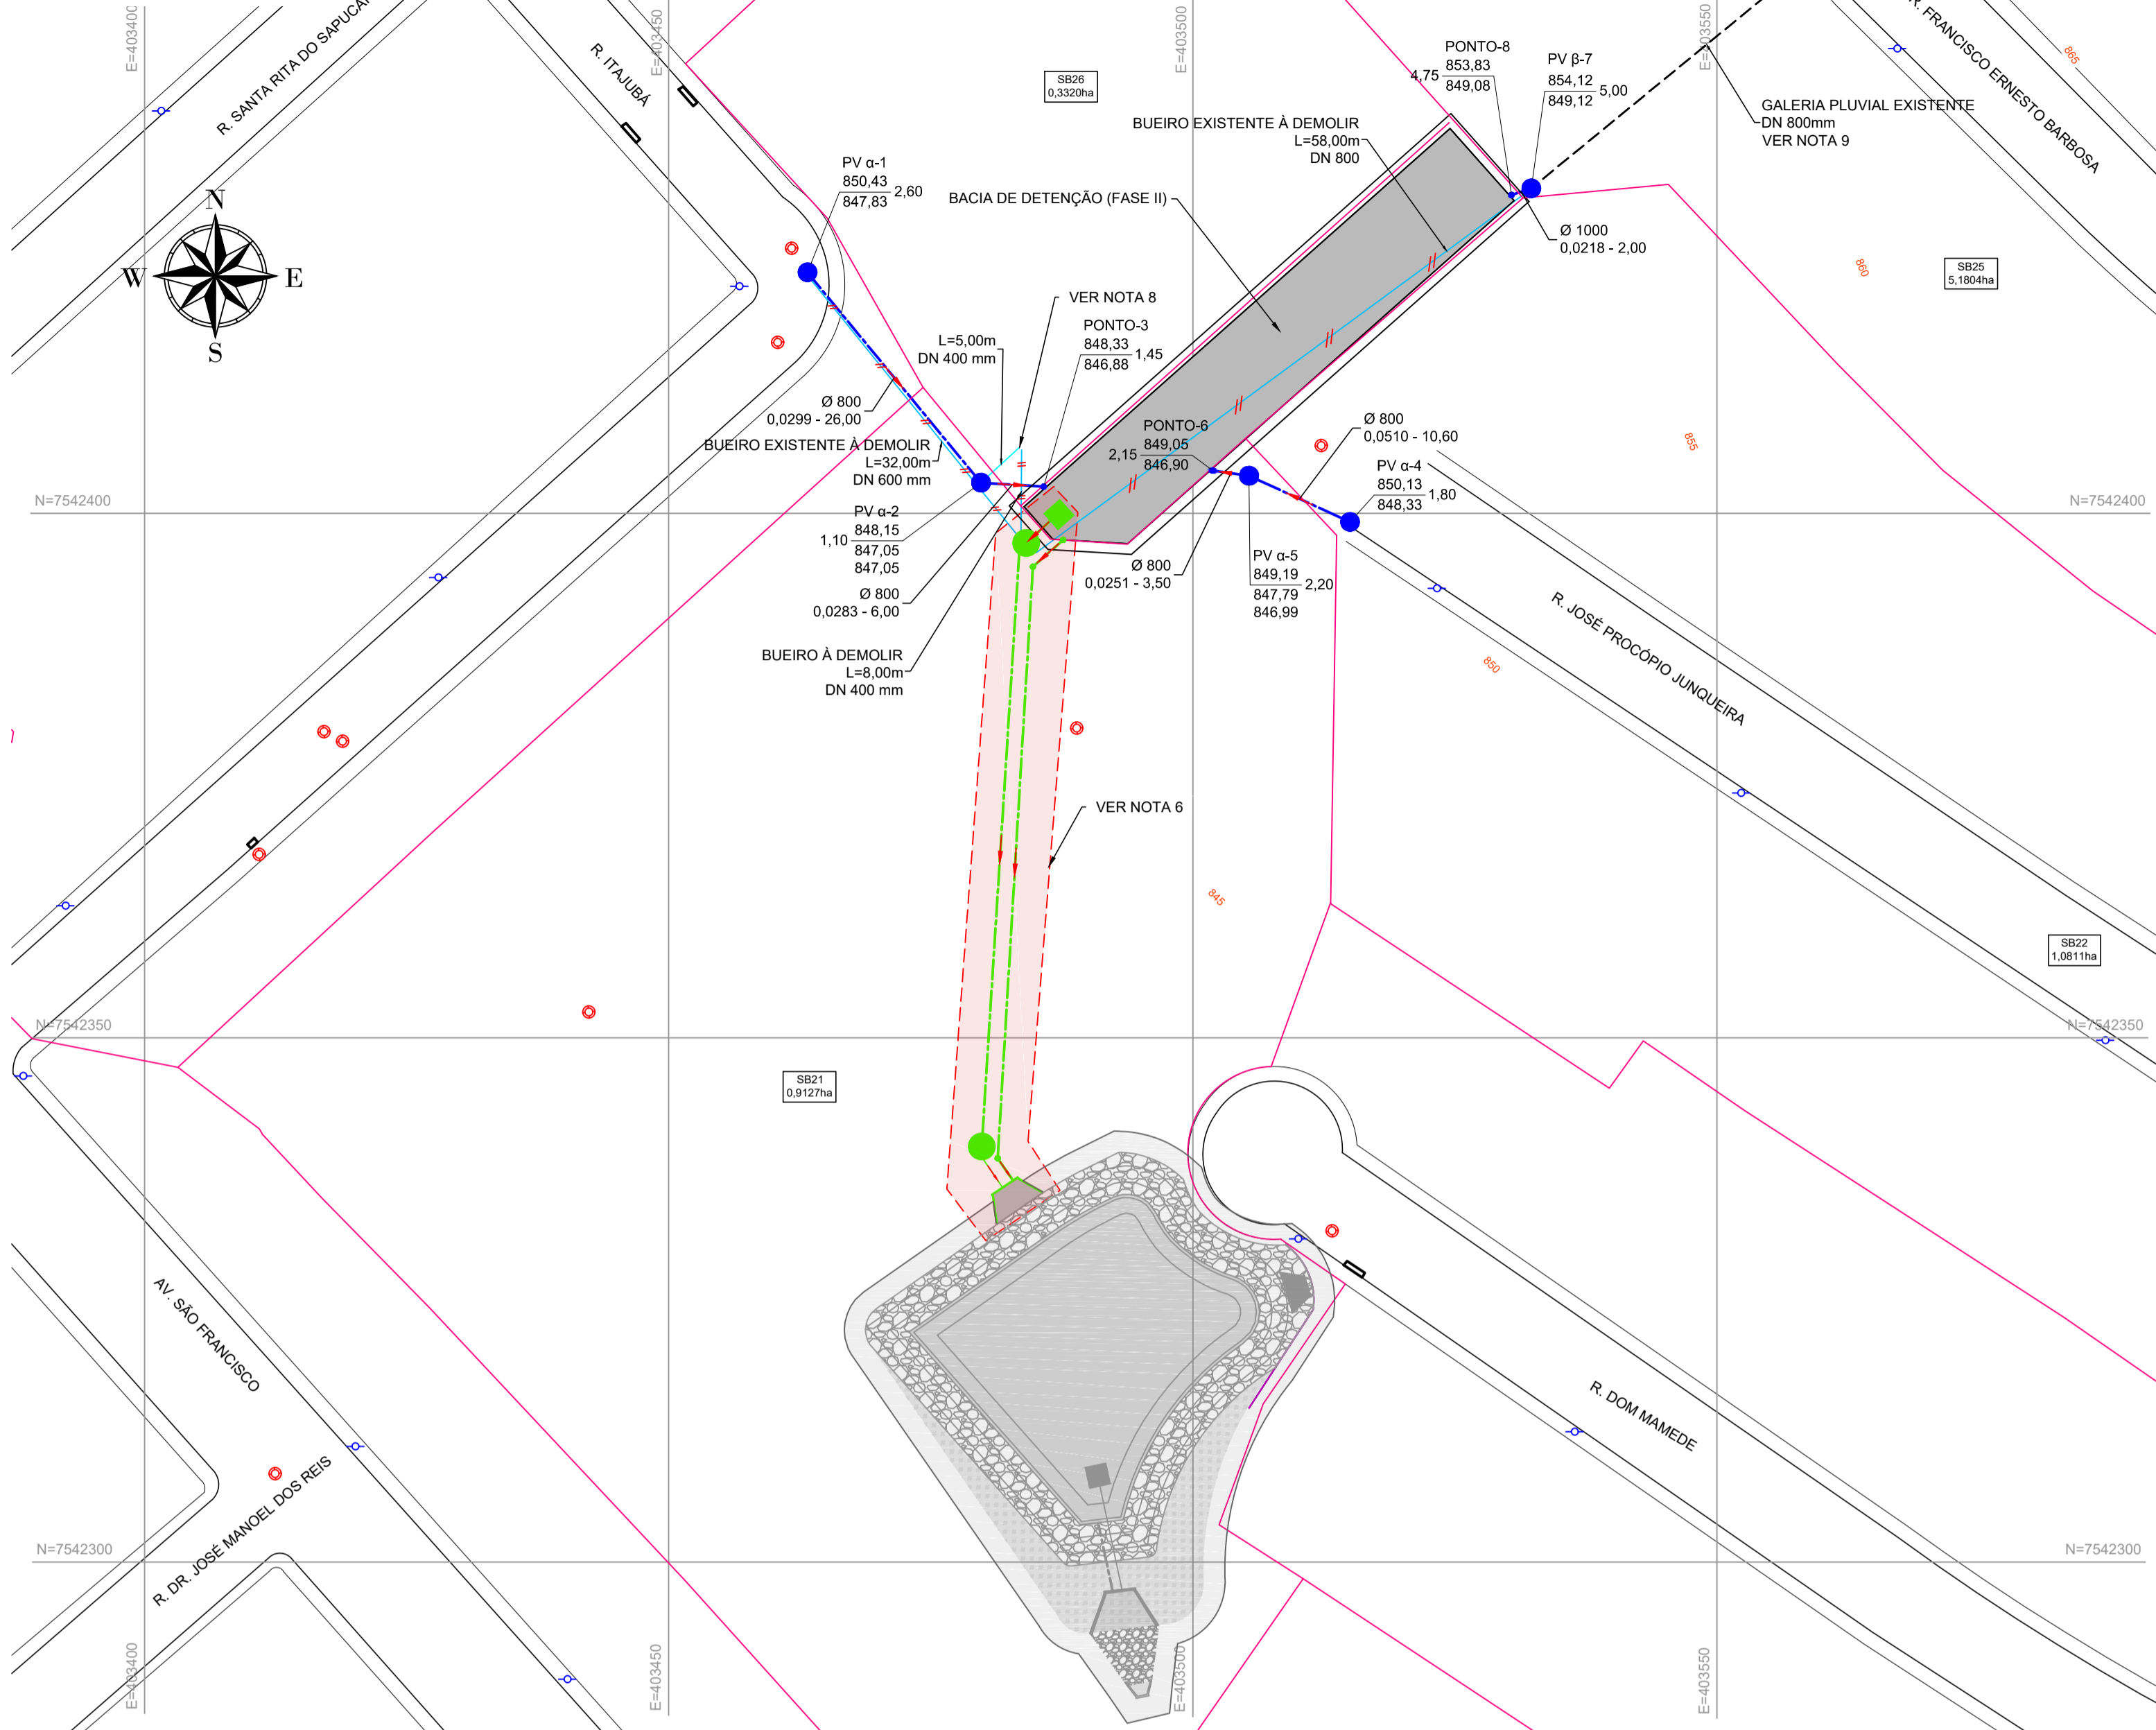 E=403400
E=403450
E=403500
E=403550
R. SANTA RITA DO
R. ITAJUBÁ
R. FRANCISCO ERNESTO BARBOSA
865
SB26
0,3320ha
PONTO-8
4,75
853,83
849,08
PV β-7
854,12
849,12
5,00
GALERIA PLUVIAL EXISTENTE
DN 800mm
VER NOTA 9
BUEIRO EXISTENTE À DEMOLIR
L=58,00m
DN 800
BACIA DE DETENÇÃO (FASE II)
PV α-1
850,43
847,83
2,60
N
W
E
S
Ø 1000
0,0218 - 2,00
860
SB25
5,1804ha
VER NOTA 8
PONTO-3
848,33
846,88
1,45
L=5,00m
DN 400 mm
Ø 800
0,0299 - 26,00
BUEIRO EXISTENTE À DEMOLIR
L=32,00m
DN 600 mm
PONTO-6
2,15
849,05
846,90
Ø 800
0,0510 - 10,60
855
PV α-4
850,13
848,33
1,80
N=7542400
N=7542400
PV α-2
1,10
848,15
847,05
847,05
Ø 800
0,0283 - 6,00
Ø 800
0,0251 - 3,50
PV α-5
849,19
847,79
846,99
2,20
BUEIRO À DEMOLIR
L=8,00m
DN 400 mm
R. JOSÉ PROCÓPIO JUNQUEIRA
850
VER NOTA 6
845
SB22
1,0811ha
N=7542350
N=7542350
SB21
0,9127ha
AV. SÃO FRANCISCO
R. DOM MAMEDE
R. DR. JOSÉ MANOEL DOS REIS
N=7542300
N=7542300
E=403400
E=403450
E=403500
E=403550